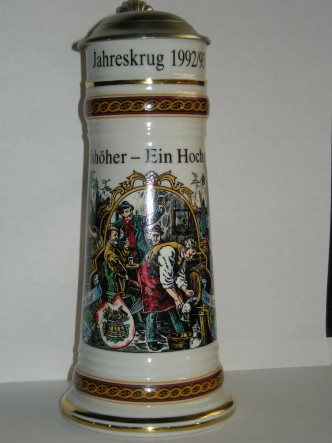 Jahreskrug 1992/93
höher – Ein Hoch